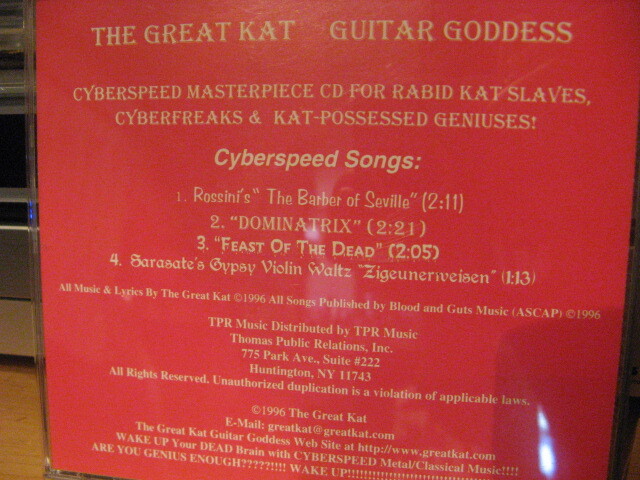 THE GREAT KAT GUITAR GODDESS
CYBERSPEED MASTERPIECE CD FOR RABID KAT SLAVES,
CYBERFREAKS & KAT-POSSESSED GENIUSES!
Cyberspeed Songs:
1. Rossini's " The Barber of Seville" (2:11)
2. "DOMINATRIX" (2:21)
3. "FEAST OF THE DEAD" (2:05)
4. Sarasate's Gypsy Violin Waltz "Zigeunerweisen" (1:13)
All Music & Lyrics By The Great Kat ©1996 All Songs Published by Blood and Guts Music (ASCAP) ©1996
TPR Music Distributed by TPR Music
Thomas Public Relations, Inc.
775 Park Ave., Suite #222
Huntington, NY 11743
All Rights Reserved. Unauthorized duplication is a violation of applicable laws.
©1996 The Great Kat
E-Mail: greatkat@greatkat.com
The Great Kat Guitar Goddess Web Site at http://www.greatkat.com
WAKE UP Your DEAD Brain with CYBERSPEED Metal/Classical Music!!!!
ARE YOU GENIUS ENOUGH?????!!!! WAKE UP!!!!!!!!!!!!!!!!!!!!!!!!!!!!!!!!!!